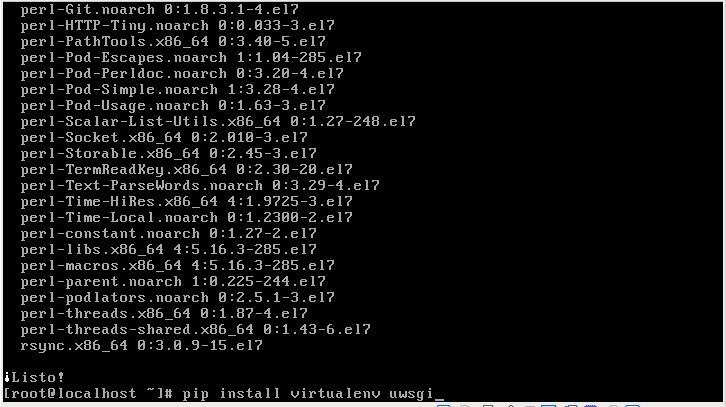 perl-Git.noarch 0:1.8.3.1-4.el7
perl-HTTP-Tiny.noarch 0:0.033-3.el7
perl-PathTools.x86_64 0:3.40-5.el7
perl-Pod-Escapes.noarch 1:1.04-285.el7
perl-Pod-Perldoc.noarch 0:3.20-4.el7
perl-Pod-Simple.noarch 1:3.28-4.el7
perl-Pod-Usage.noarch 0:1.63-3.el7
perl-Scalar-List-Utils.x86_64 0:1.27-248.el7
perl-Socket.x86_64 0:2.010-3.el7
perl-Storable.x86_64 0:2.45-3.el7
perl-TermReadKey.x86_64 0:2.30-20.el7
perl-Text-ParseWords.noarch 0:3.29-4.el7
perl-Time-HiRes.x86_64 4:1.9725-3.el7
perl-Time-Local.noarch 0:1.2300-2.el7
perl-constant.noarch 0:1.27-2.el7
perl-libs.x86_64 4:5.16.3-285.el7
perl-macros.x86_64 4:5.16.3-285.el7
perl-parent.noarch 1:0.225-244.el7
perl-podlators.noarch 0:2.5.1-3.el7
perl-threads.x86_64 0:1.87-4.el7
perl-threads-shared.x86_64 0:1.43-6.el7
rsync.x86_64 0:3.0.9-15.el7
¡Listo!
[root@localhost ~]# pip install virtualenv uwsgi_